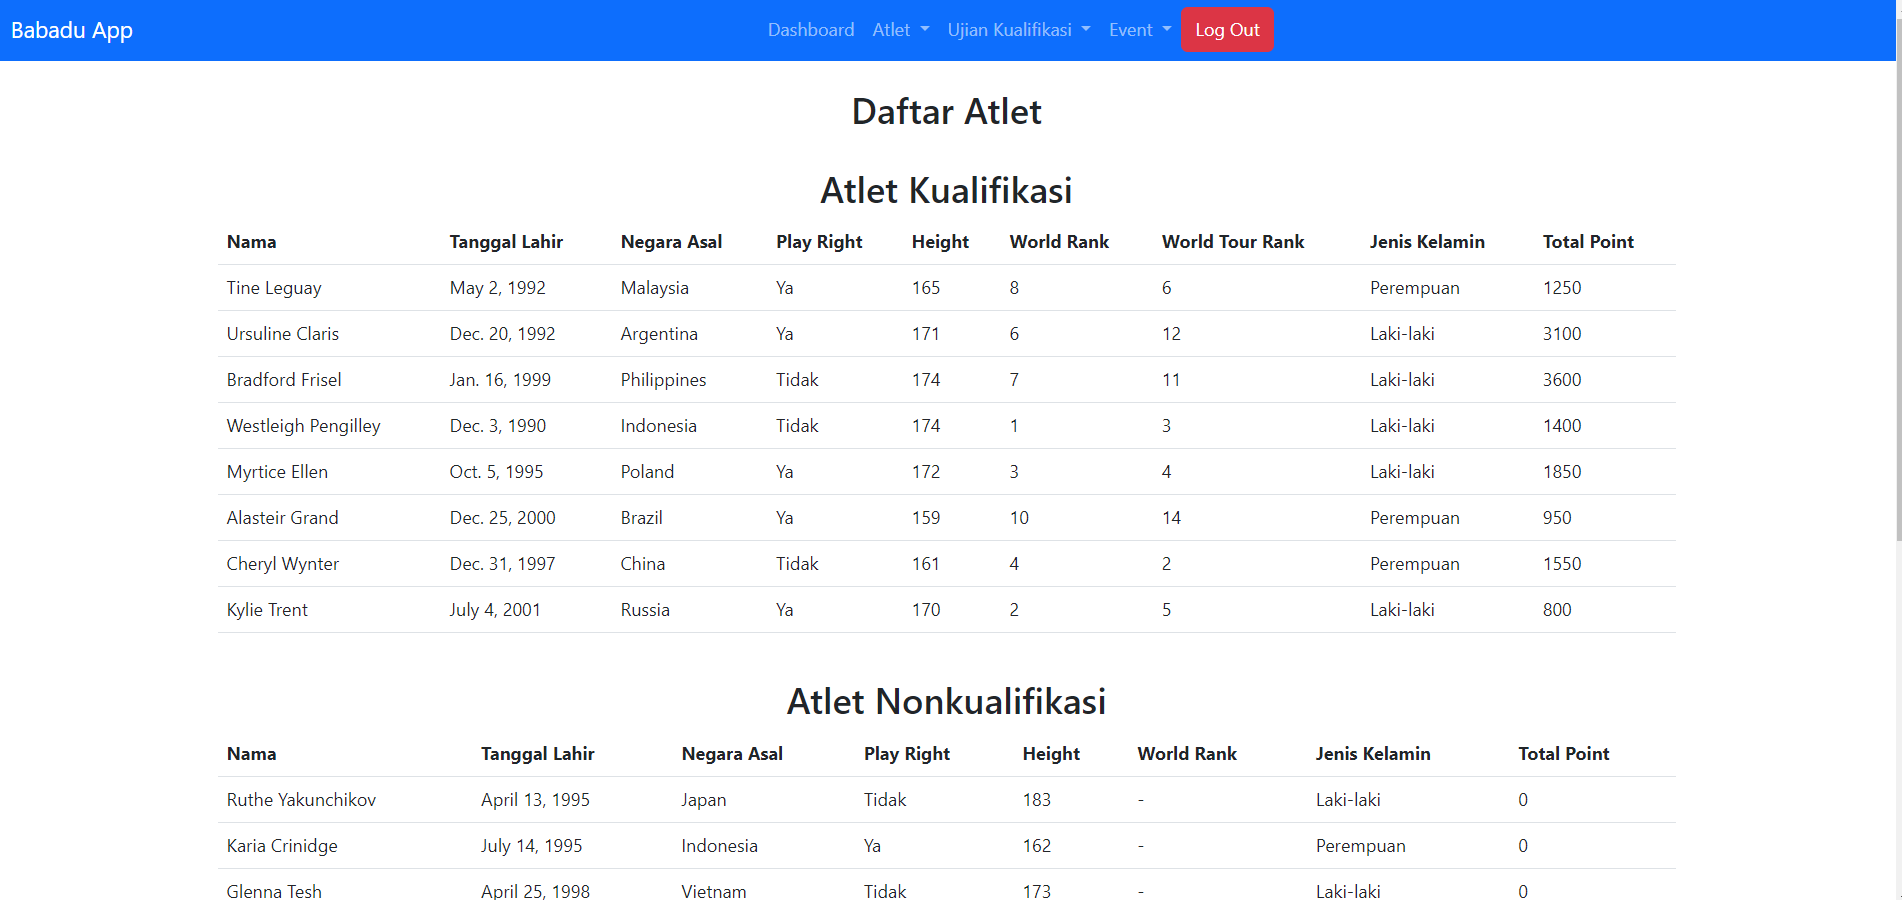 Babadu App Dashboard Atlet Ujian Kualifikasi Event Log Out
Daftar Atlet
Atlet Kualifikasi
Nama Tanggal Lahir Negara Asal Play Right Height World Rank World Tour Rank Jenis Kelamin Total Point
Tine Leguay May 2, 1992 Malaysia Ya 165 8 6 Perempuan 1250
Ursuline Claris Dec. 20, 1992 Argentina Ya 171 6 12 Laki-laki 3100
Bradford Frisel Jan. 16, 1999 Philippines Tidak 174 7 11 Laki-laki 3600
Westleigh Pengilley Dec. 3, 1990 Indonesia Tidak 174 1 3 Laki-laki 1400
Myrtice Ellen Oct. 5, 1995 Poland Ya 172 3 4 Laki-laki 1850
Alasteir Grand Dec. 25, 2000 Brazil Ya 159 10 14 Perempuan 950
Cheryl Wynter Dec. 31, 1997 China Tidak 161 4 2 Perempuan 1550
Kylie Trent July 4, 2001 Russia Ya 170 2 5 Laki-laki 800
Atlet Nonkualifikasi
Nama Tanggal Lahir Negara Asal Play Right Height World Rank Jenis Kelamin Total Point
Ruthe Yakunchikov April 13, 1995 Japan Tidak 183 - Laki-laki 0
Karia Crinidge July 14, 1995 Indonesia Ya 162 - Perempuan 0
Glenna Tesh April 25, 1998 Vietnam Tidak 173 - Laki-laki 0